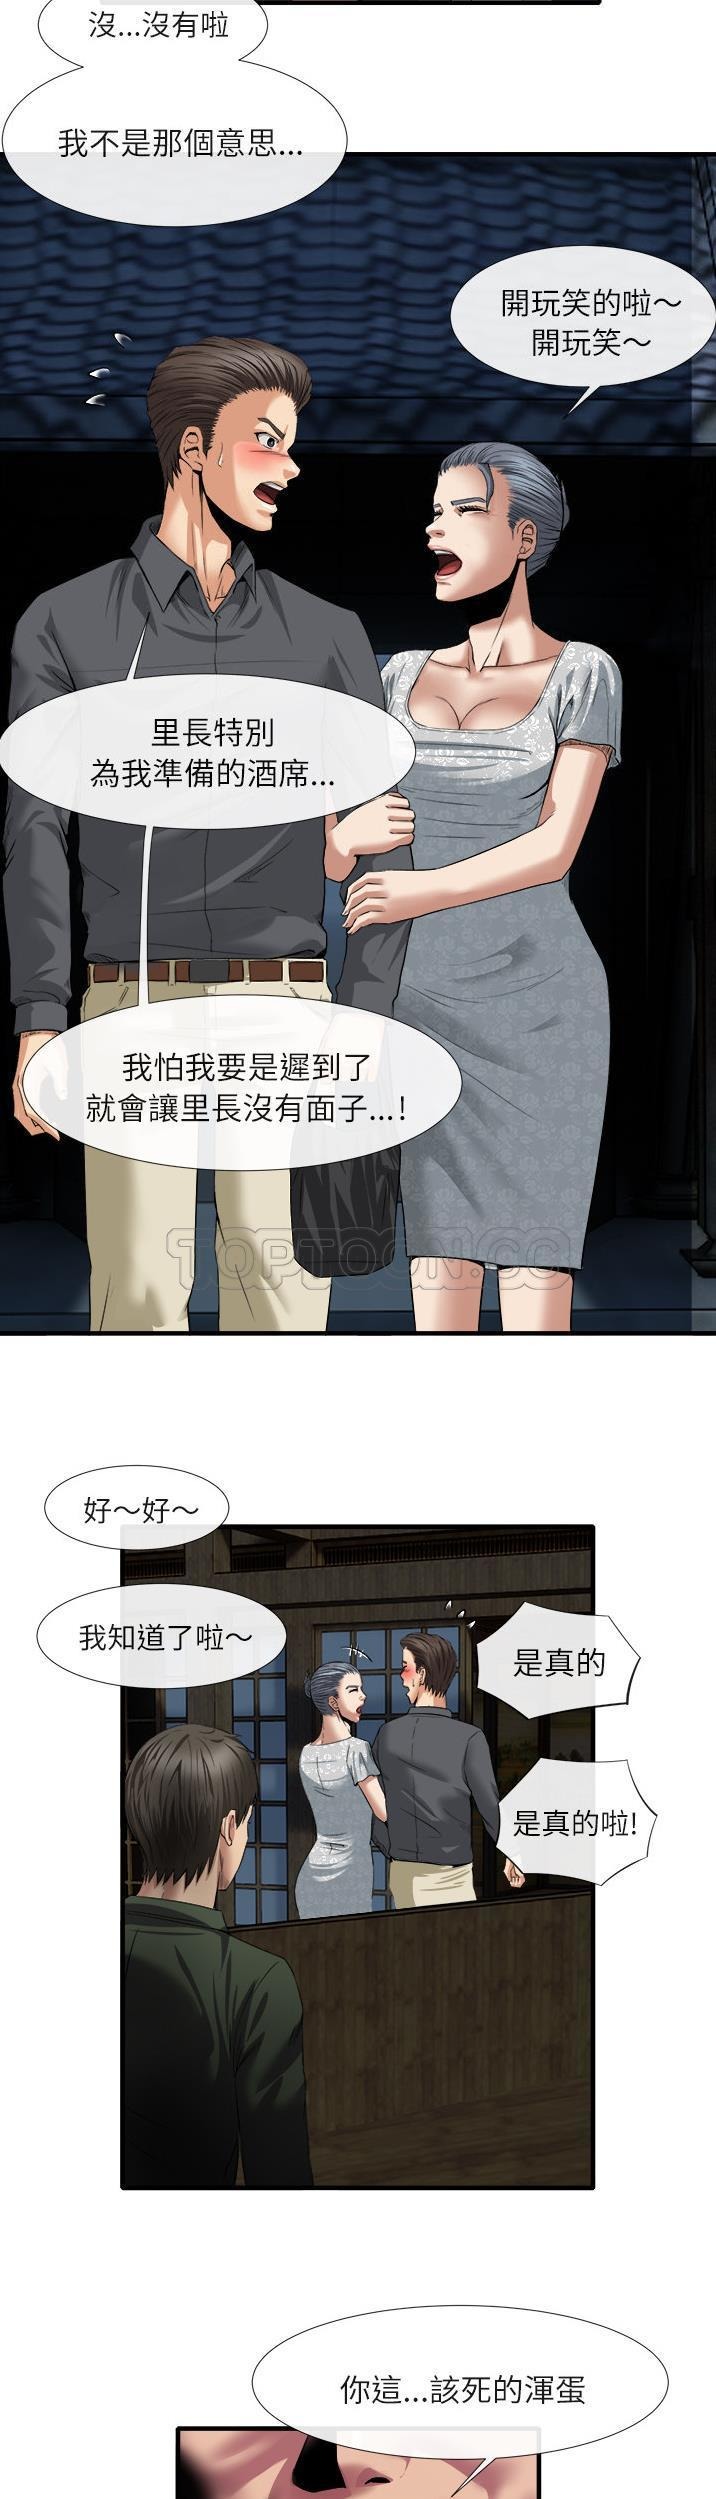 沒...沒有啦
我不是那個意思...
開玩笑的啦～
開玩笑～
里長特別
為我準備的酒席...
我怕我要是遲到了
就會讓里長沒有面子...!
TOPTOON.CC
好～好～
我知道了啦～
是真的
是真的啦!
你這...該死的渾蛋